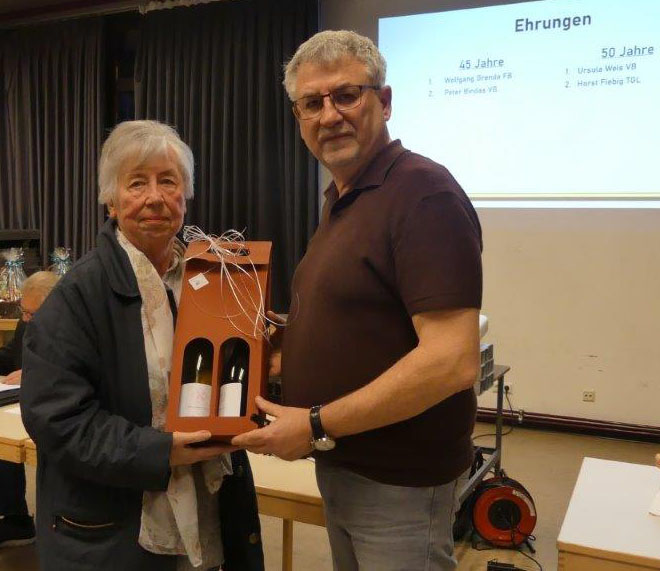 Ehrungen
45 Jahre
1. Wolfgang Brende FB
2. Peter Bindas VB
50 Jahre
1. Ursula Weis VB
2. Horst Fiebig TGL